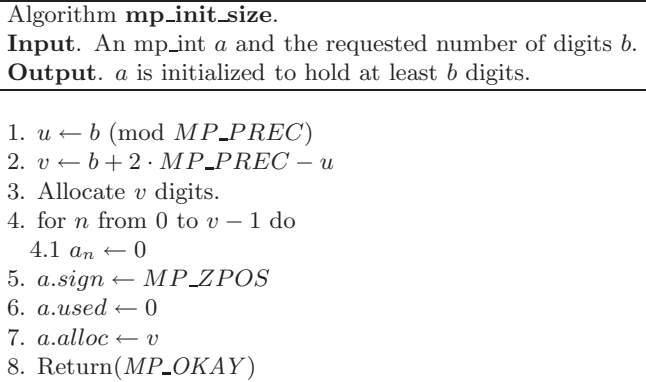 Algorithm mp_init_size.
Input. An mp_int a and the requested number of digits b.
Output. a is initialized to hold at least b digits.
1. u ← b (mod MP_PREC)
2. v ← b + 2 · MP_PREC − u
3. Allocate v digits.
4. for n from 0 to v − 1 do
4.1 aₙ ← 0
5. a.sign ← MP_ZPOS
6. a.used ← 0
7. a.alloc ← v
8. Return(MP_OKAY)